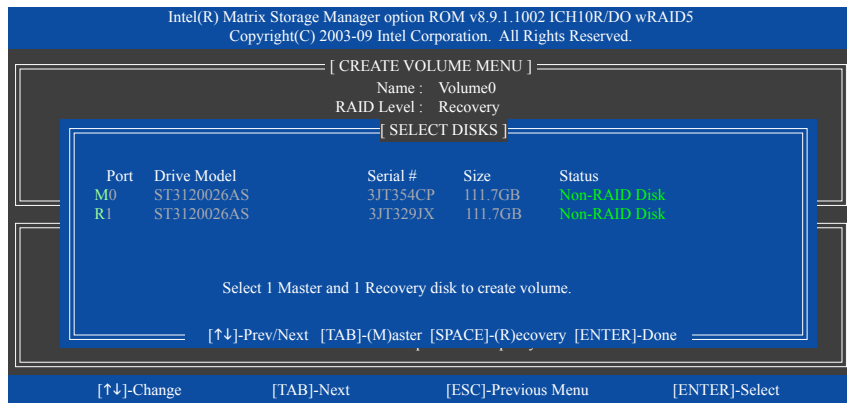 Intel(R) Matrix Storage Manager option ROM v8.9.1.1002 ICH10R/DO wRAID5
Copyright(C) 2003-09 Intel Corporation. All Rights Reserved.
[ CREATE VOLUME MENU ]
Name : Volume0
RAID Level : Recovery
[ SELECT DISKS ]
Port Drive Model Serial # Size Status
M0 ST3120026AS 3JT354CP 111.7GB Non-RAID Disk
R1 ST3120026AS 3JT329JX 111.7GB Non-RAID Disk
Select 1 Master and 1 Recovery disk to create volume.
[↑↓]-Prev/Next [TAB]-(M)aster [SPACE]-(R)ecovery [ENTER]-Done
[↑↓]-Change [TAB]-Next [ESC]-Previous Menu [ENTER]-Select